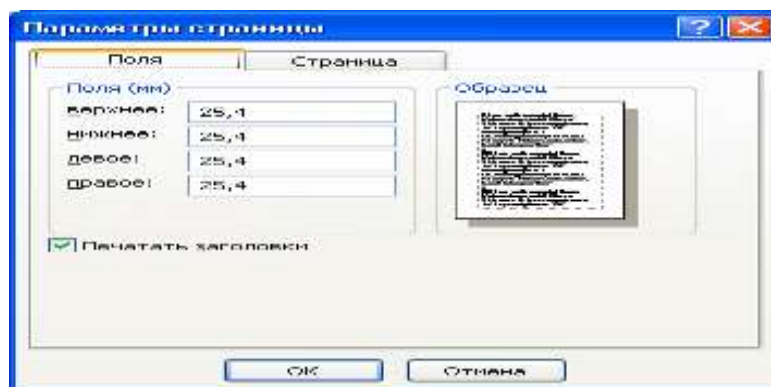 Параметры страницы
Поля Страница
Поля (мм) Образец
верхнее: 25,4
нижнее: 25,4
левое: 25,4
правое: 25,4
Печатать заголовки
ОК Отмена